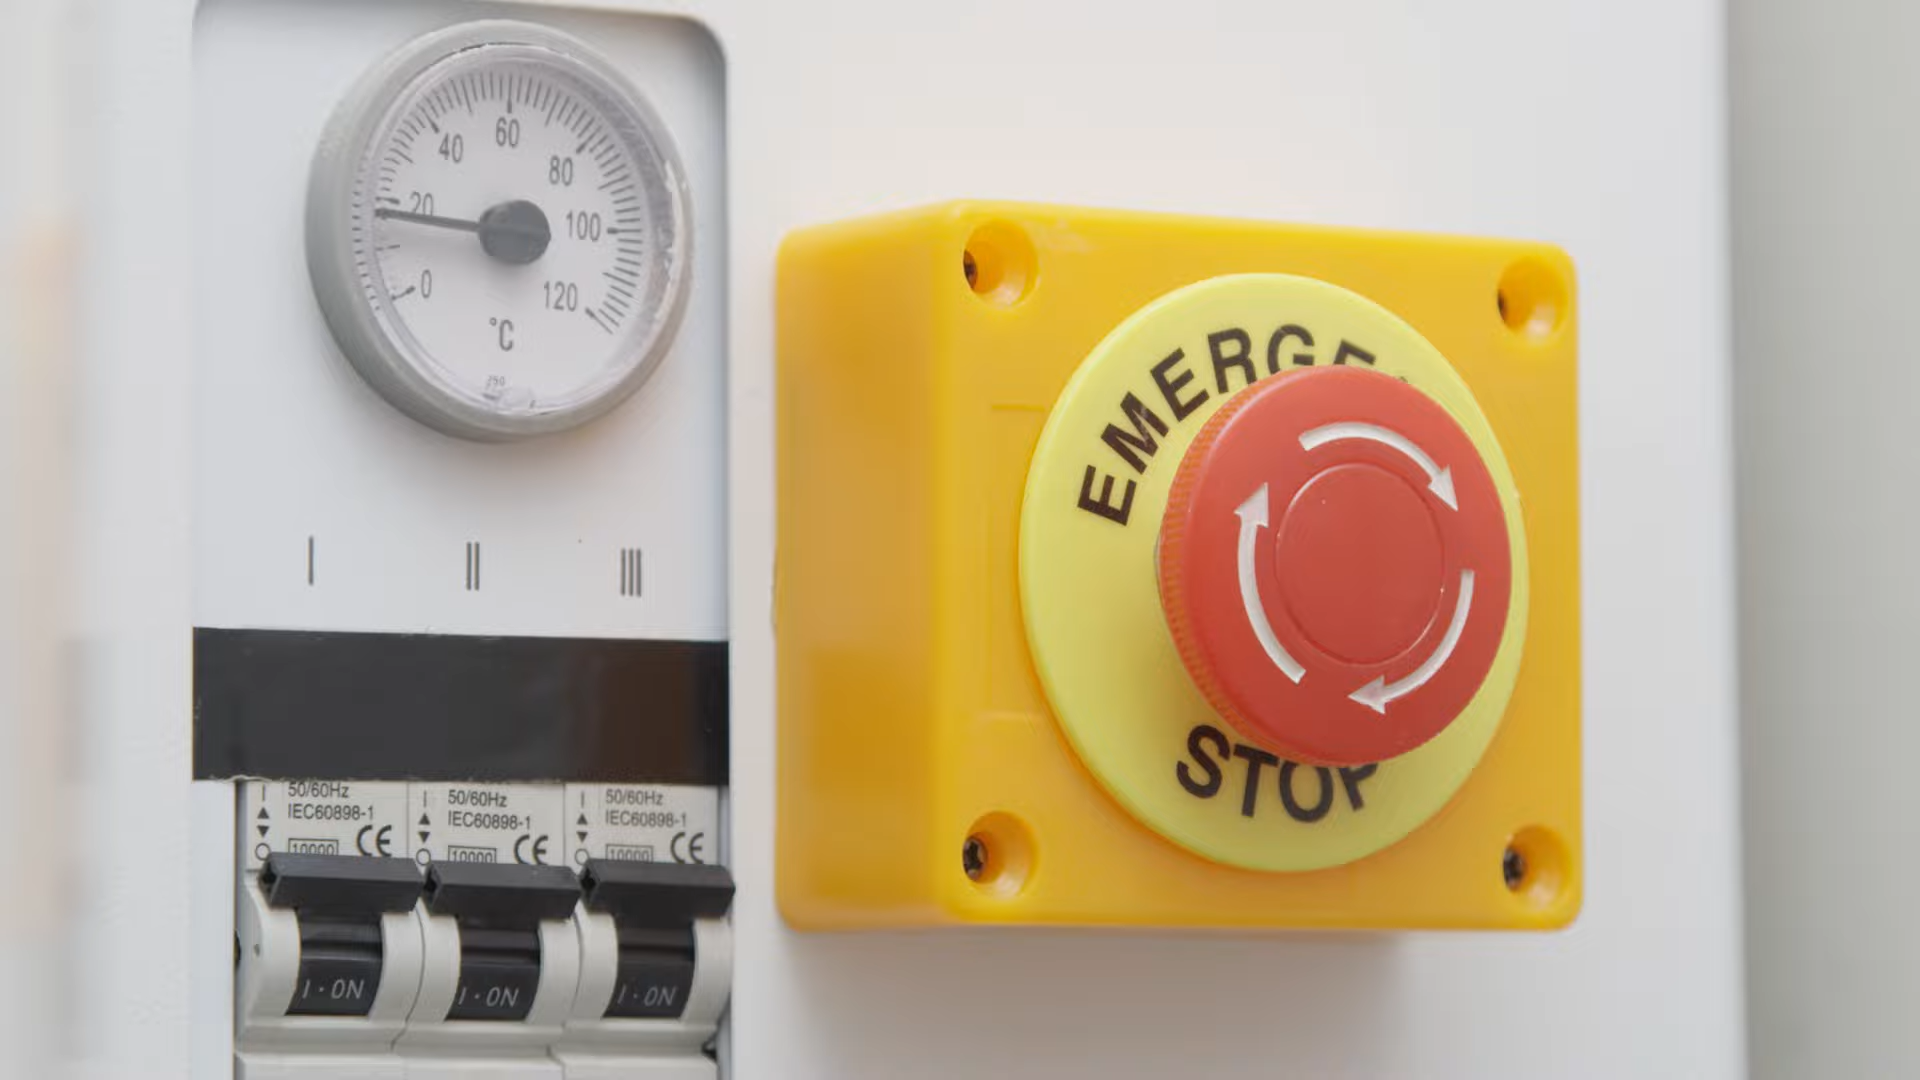 0
20
40
60
80
100
120
°C
I
II
III
50/60Hz
IEC60898-1
10000
CE
I · ON
50/60Hz
IEC60898-1
10000
CE
I · ON
50/60Hz
IEC60898-1
10000
CE
I · ON
EMERGE
STOP